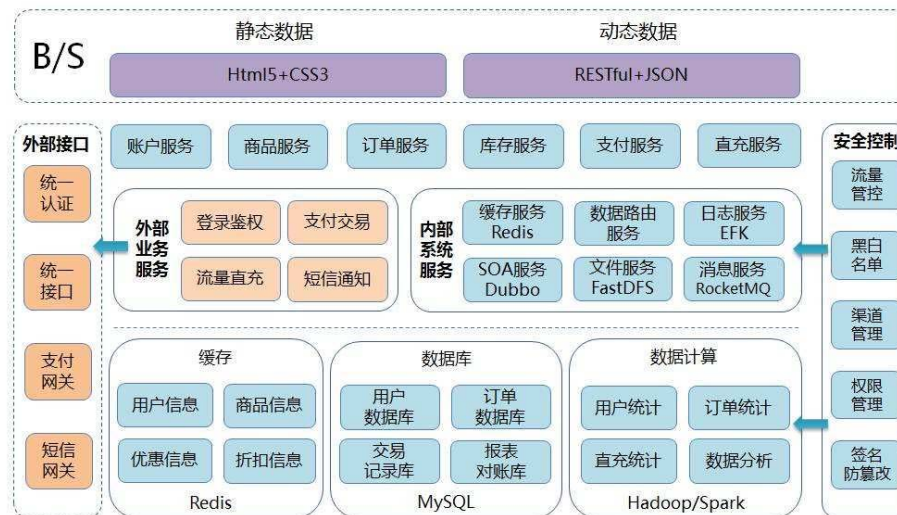 静态数据
动态数据
B/S
Html5+CSS3
RESTful+JSON
外部接口
统一
认证
统一
接口
支付
网关
短信
网关
账户服务
商品服务
订单服务
库存服务
支付服务
直充服务
外部
业务
服务
登录鉴权
支付交易
流量直充
短信通知
内部
系统
服务
缓存服务
Redis
数据路由
服务
日志服务
EFK
SOA服务
Dubbo
文件服务
FastDFS
消息服务
RocketMQ
缓存
用户信息
商品信息
优惠信息
折扣信息
Redis
数据库
用户
数据库
订单
数据库
交易
记录库
报表
对账库
MySQL
数据计算
用户统计
订单统计
直充统计
数据分析
Hadoop/Spark
安全控制
流量
管控
黑白
名单
渠道
管理
权限
管理
签名
防篡改